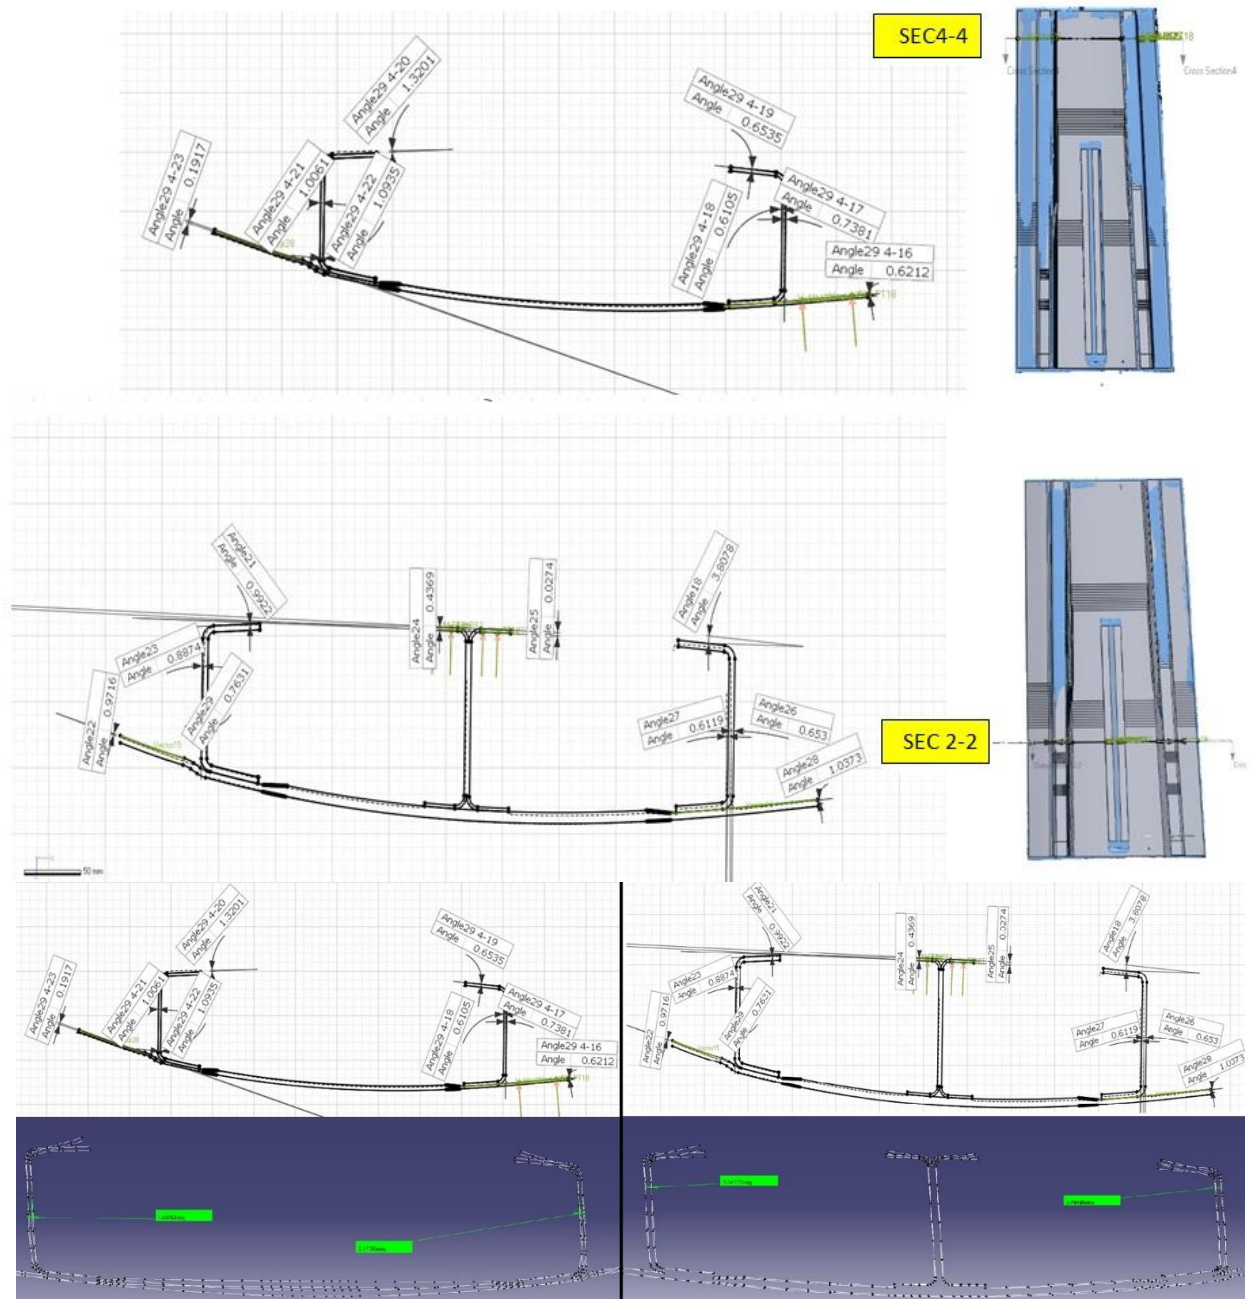 SEC4-4
Angle29 4-20
Angle 1.3201
Angle29 4-19
Angle 0.6535
Angle29 4-23
Angle 0.1917
Angle29 4-21
Angle 1.0061
Angle29 4-22
Angle 1.0935
Angle29 4-18
Angle 0.6105
Angle29 4-17
Angle 0.7381
Angle29 4-16
Angle 0.6212
Cross Section4
Cross Section4
Angle21
Angle 0.9922
Angle24
Angle 0.4369
Angle25
Angle 0.0274
Angle18
Angle 3.8078
Angle23
Angle 0.8874
Angle22
Angle 0.9716
Angle29
Angle 0.7631
Angle27
Angle 0.6119
Angle26
Angle 0.653
Angle28
Angle 1.0373
SEC 2-2
50 mm
Angle29 4-20
Angle 1.3201
Angle29 4-19
Angle 0.6535
Angle29 4-23
Angle 0.1917
Angle29 4-21
Angle 1.0061
Angle29 4-22
Angle 1.0935
Angle29 4-18
Angle 0.6105
Angle29 4-17
Angle 0.7381
Angle29 4-16
Angle 0.6212
Angle21
Angle 0.9922
Angle24
Angle 0.4369
Angle25
Angle 0.0274
Angle18
Angle 3.8078
Angle23
Angle 0.8874
Angle22
Angle 0.9716
Angle29
Angle 0.7631
Angle27
Angle 0.6119
Angle26
Angle 0.653
Angle28
Angle 1.0373